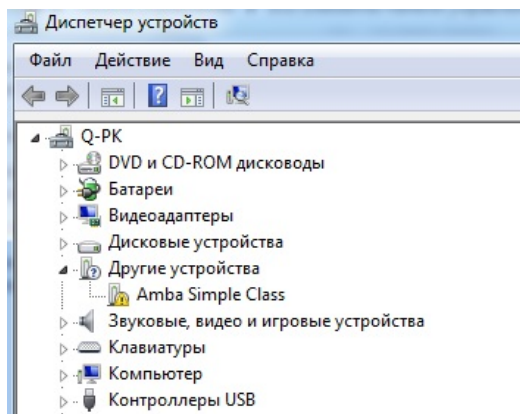 Диспетчер устройств
Файл Действие Вид Справка
Q-PK
DVD и CD-ROM дисководы
Батареи
Видеоадаптеры
Дисковые устройства
Другие устройства
Amba Simple Class
Звуковые, видео и игровые устройства
Клавиатуры
Компьютер
Контроллеры USB